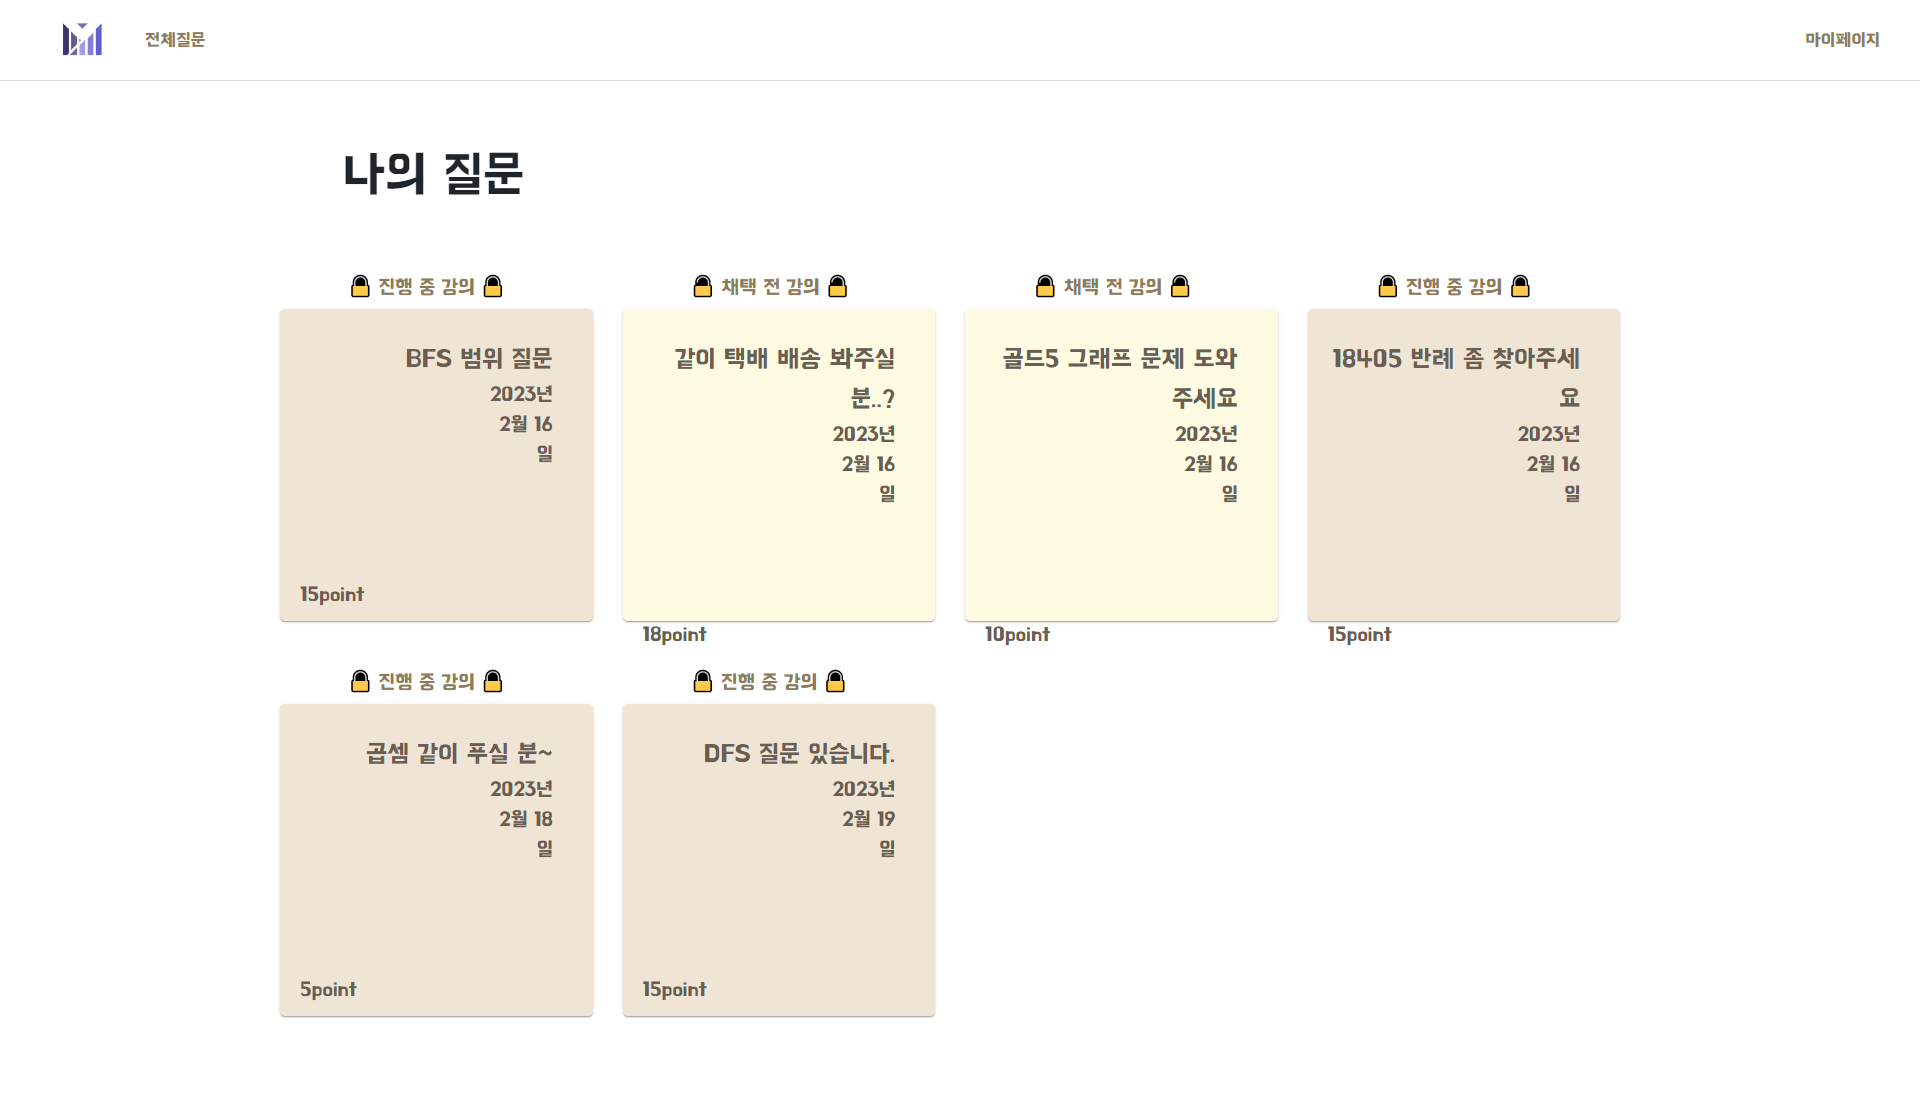 전체질문
마이페이지
나의 질문
🔒 진행 중 강의 🔒
BFS 범위 질문
2023년
2월 16
일
15point
🔒 채택 전 강의 🔒
같이 택배 배송 봐주실
분..?
2023년
2월 16
일
18point
🔒 채택 전 강의 🔒
골드5 그래프 문제 도와
주세요
2023년
2월 16
일
10point
🔒 진행 중 강의 🔒
18405 반례 좀 찾아주세
요
2023년
2월 16
일
15point
🔒 진행 중 강의 🔒
곱셈 같이 푸실 분~
2023년
2월 18
일
5point
🔒 진행 중 강의 🔒
DFS 질문 있습니다.
2023년
2월 19
일
15point